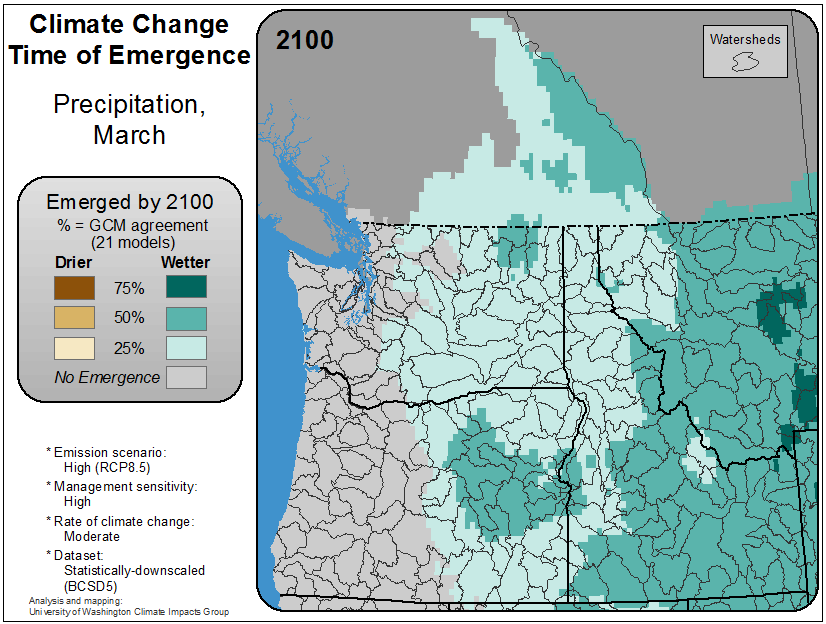 Climate Change
Time of Emergence
Precipitation,
March
Emerged by 2100
% = GCM agreement
(21 models)
Drier Wetter
75%
50%
25%
No Emergence
* Emission scenario:
High (RCP8.5)
* Management sensitivity:
High
* Rate of climate change:
Moderate
* Dataset:
Statistically-downscaled
(BCSD5)
Analysis and mapping:
University of Washington Climate Impacts Group
2100
Watersheds